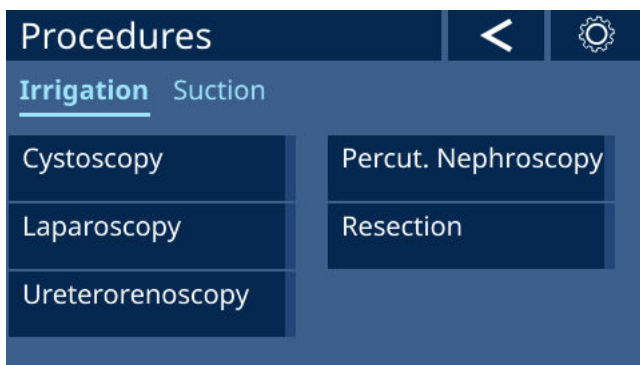 Procedures
Irrigation Suction
Cystoscopy
Percut. Nephroscopy
Laparoscopy
Resection
Ureterorenoscopy